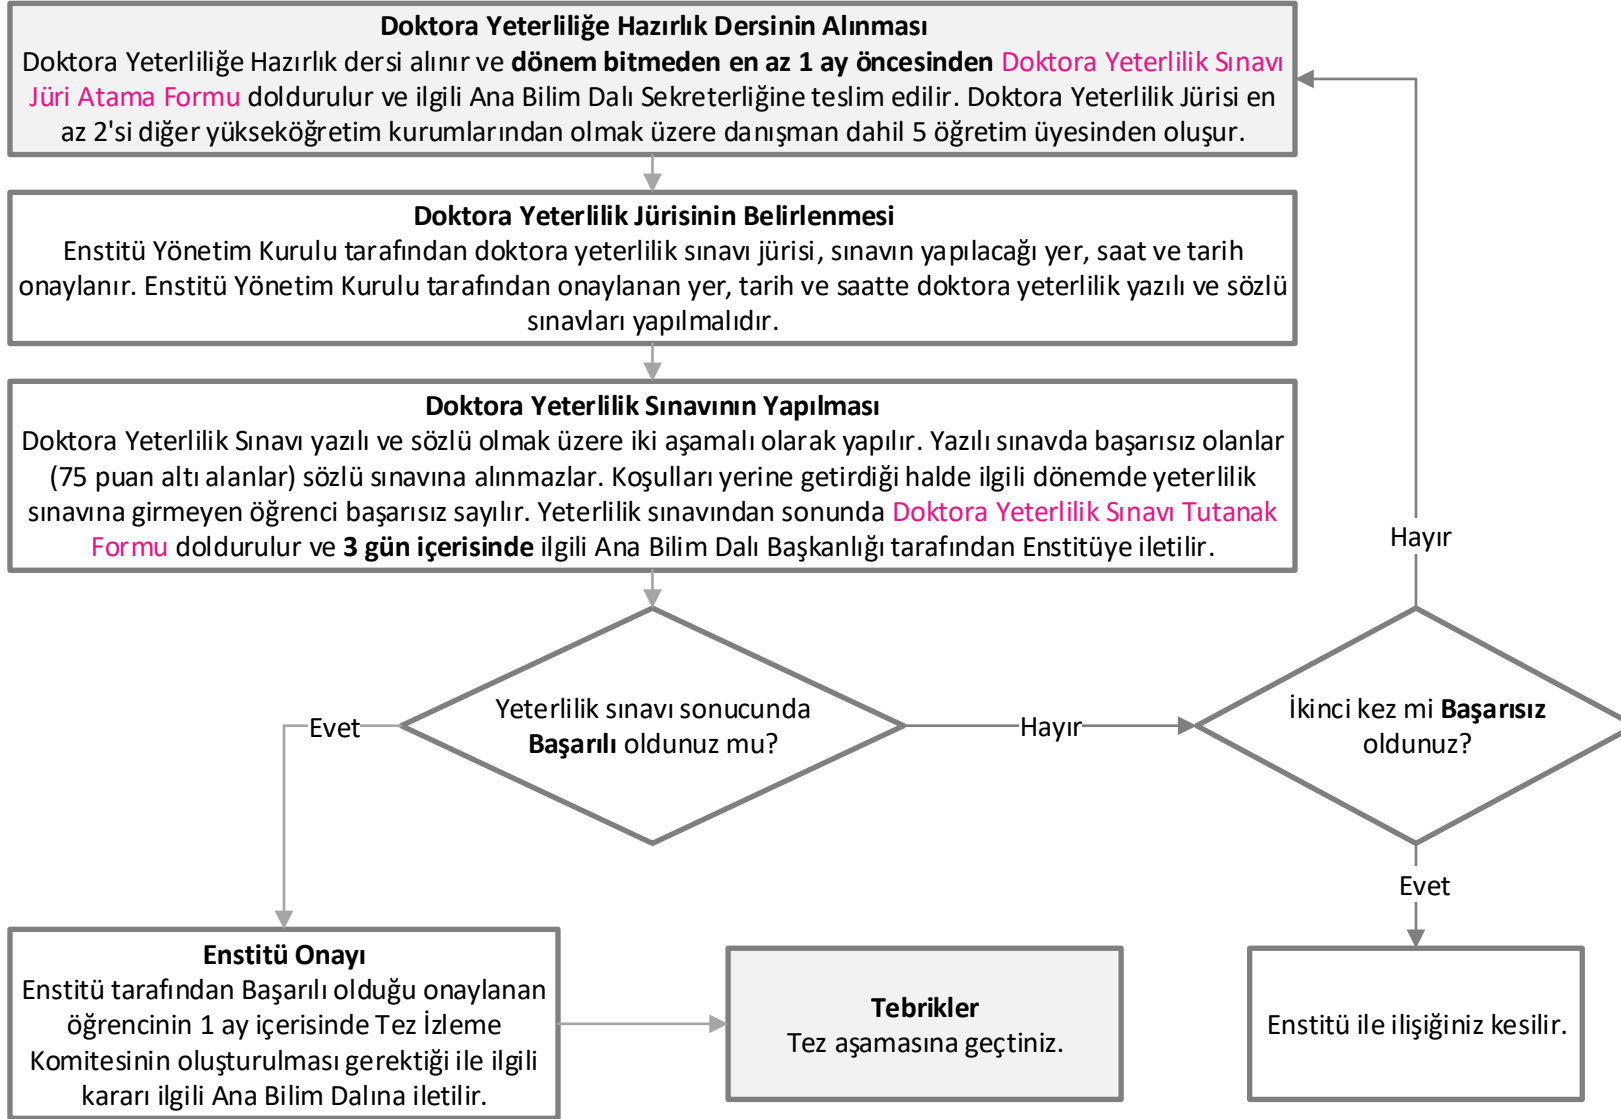 Doktora Yeterliliğe Hazırlık Dersinin Alınması
Doktora Yeterliliğe Hazırlık dersi alınır ve dönem bitmeden en az 1 ay öncesinden Doktora Yeterlilik Sınavı
Jüri Atama Formu doldurulur ve ilgili Ana Bilim Dalı Sekreterliğine teslim edilir. Doktora Yeterlilik Jürisi en
az 2'si diğer yükseköğretim kurumlarından olmak üzere danışman dahil 5 öğretim üyesinden oluşur.
Doktora Yeterlilik Jürisinin Belirlenmesi
Enstitü Yönetim Kurulu tarafından doktora yeterlilik sınavı jürisi, sınavın yapılacağı yer, saat ve tarih
onaylanır. Enstitü Yönetim Kurulu tarafından onaylanan yer, tarih ve saatte doktora yeterlilik yazılı ve sözlü
sınavları yapılmalıdır.
Doktora Yeterlilik Sınavının Yapılması
Doktora Yeterlilik Sınavı yazılı ve sözlü olmak üzere iki aşamalı olarak yapılır. Yazılı sınavda başarısız olanlar
(75 puan altı alanlar) sözlü sınavına alınmazlar. Koşulları yerine getirdiği halde ilgili dönemde yeterlilik
sınavına girmeyen öğrenci başarısız sayılır. Yeterlilik sınavından sonunda Doktora Yeterlilik Sınavı Tutanak
Formu doldurulur ve 3 gün içerisinde ilgili Ana Bilim Dalı Başkanlığı tarafından Enstitüye iletilir.
Hayır
Evet
Yeterlilik sınavı sonucunda
Başarılı oldunuz mu?
Hayır
İkinci kez mi Başarısız
oldunuz?
Evet
Enstitü Onayı
Enstitü tarafından Başarılı olduğu onaylanan
öğrencinin 1 ay içerisinde Tez İzleme
Komitesinin oluşturulması gerektiği ile ilgili
kararı ilgili Ana Bilim Dalına iletilir.
Tebrikler
Tez aşamasına geçtiniz.
Enstitü ile ilişiğiniz kesilir.